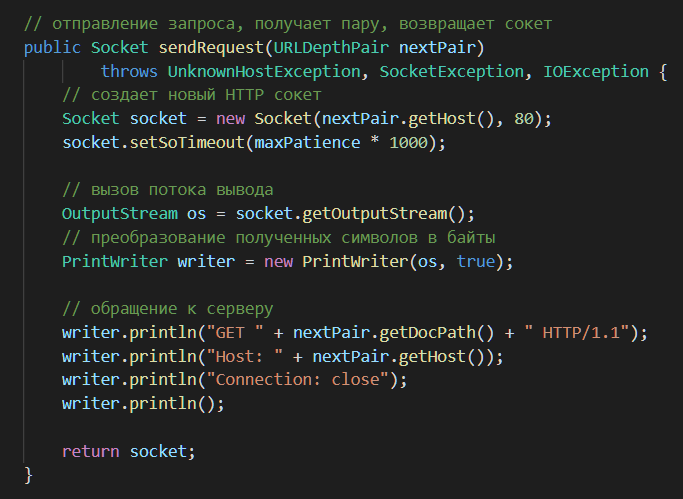 // отправление запроса, получает пару, возвращает сокет
public Socket sendRequest(URLDepthPair nextPair)
throws UnknownHostException, SocketException, IOException {
// создает новый HTTP сокет
Socket socket = new Socket(nextPair.getHost(), 80);
socket.setSoTimeout(maxPatience * 1000);
// вызов потока вывода
OutputStream os = socket.getOutputStream();
// преобразование полученных символов в байты
PrintWriter writer = new PrintWriter(os, true);
// обращение к серверу
writer.println("GET " + nextPair.getDocPath() + " HTTP/1.1");
writer.println("Host: " + nextPair.getHost());
writer.println("Connection: close");
writer.println();
return socket;
}